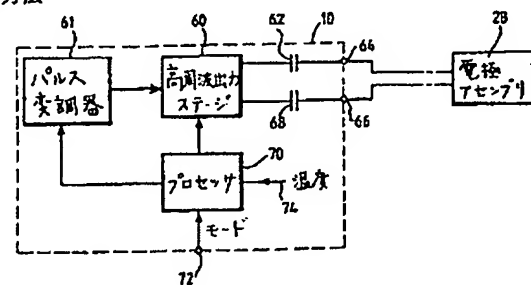 方法
61
60
62
10
64
28
パルス
変調器
高周波出力
ステージ
電極
アセンブリ
68
66
70
プロセッサ
温度
74
モード
72